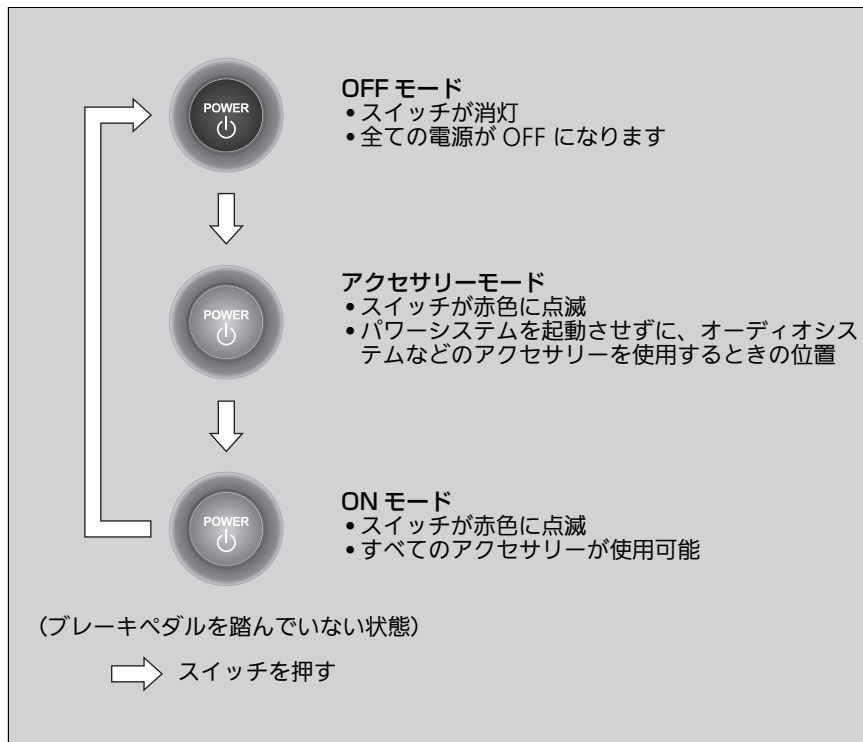 POWER
OFF モード
• スイッチが消灯
• 全ての電源が OFF になります
POWER
アクセサリーモード
• スイッチが赤色に点滅
• パワーシステムを起動させずに、オーディオシス
テムなどのアクセサリーを使用するときの位置
POWER
ON モード
• スイッチが赤色に点滅
• すべてのアクセサリーが使用可能
(ブレーキペダルを踏んでいない状態)
スイッチを押す